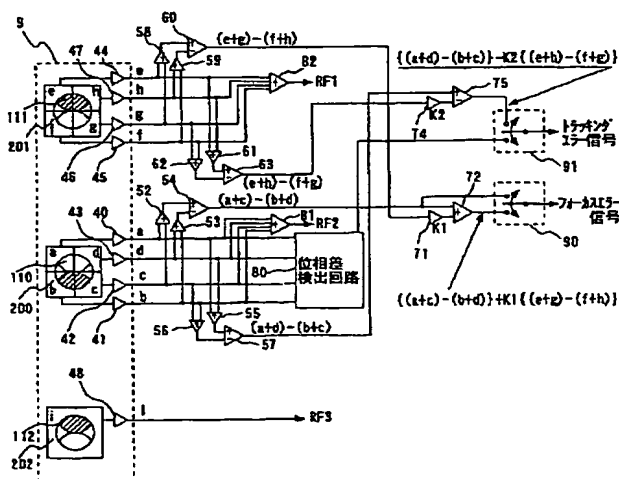 9
44
47
e
h
g
f
111
201
46
45
e
h
g
f
58
59
60
(e+g)-(f+h)
82
RF1
62
61
63
(e+h)-(f+g)
{(a+d)-(b+c)}-K2{(e+h)-(f+g)}
75
K2
74
トラッキング
エラー信号
91
43
40
a
d
b
c
110
200
42
41
a
d
c
b
52
53
54
(a+c)-(b+d)
81
RF2
80
位相差
検出回路
56
55
57
(a+d)-(b+c)
72
K1
71
フォーカスエラー
信号
90
{(a+c)-(b+d)}+K1{(e+g)-(f+h)}
48
i
i
112
202
RF3